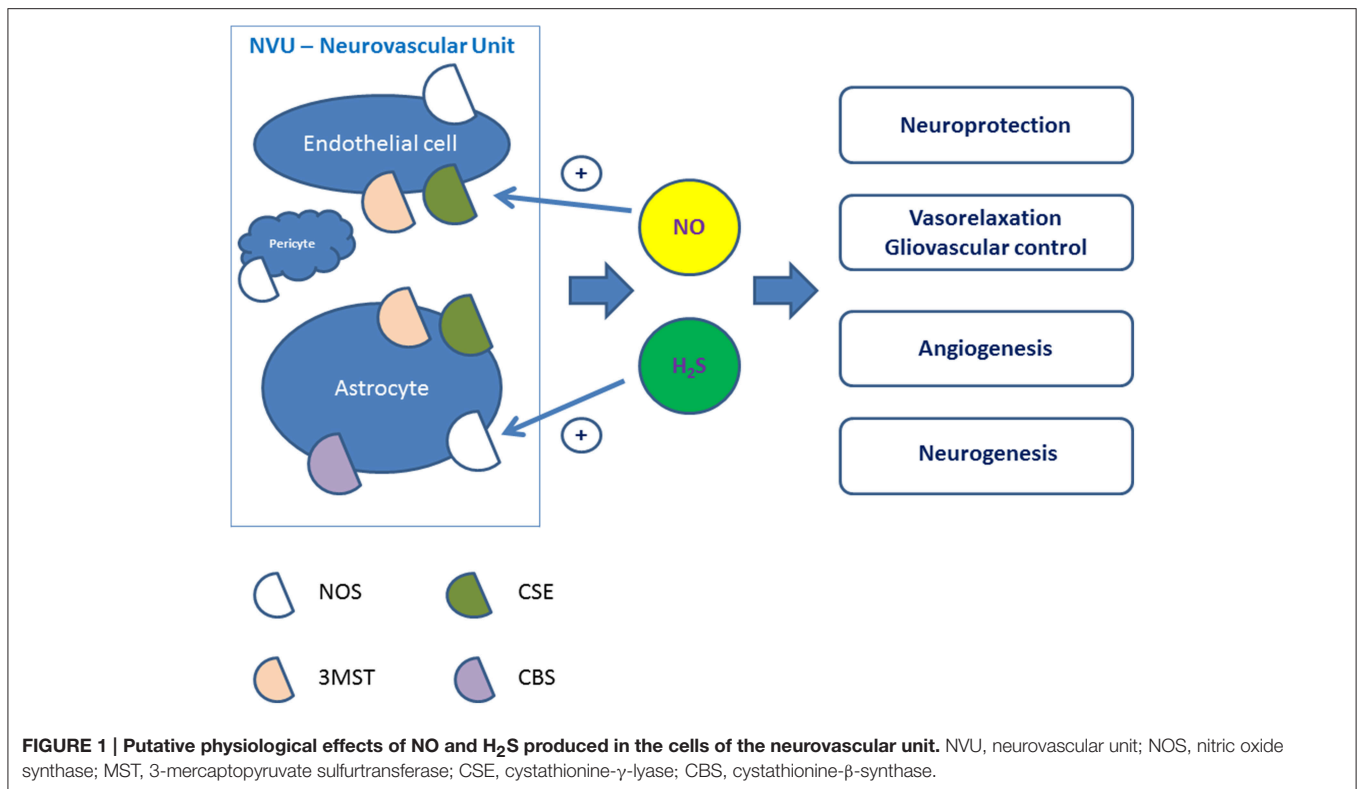 NVU – Neurovascular Unit
Endothelial cell
Pericyte
Astrocyte
+
NO
H₂S
+
Neuroprotection
Vasorelaxation
Gliovascular control
Angiogenesis
Neurogenesis
NOS
CSE
3MST
CBS
FIGURE 1 | Putative physiological effects of NO and H₂S produced in the cells of the neurovascular unit. NVU, neurovascular unit; NOS, nitric oxide
synthase; MST, 3-mercaptopyruvate sulfurtransferase; CSE, cystathionine-γ-lyase; CBS, cystathionine-β-synthase.